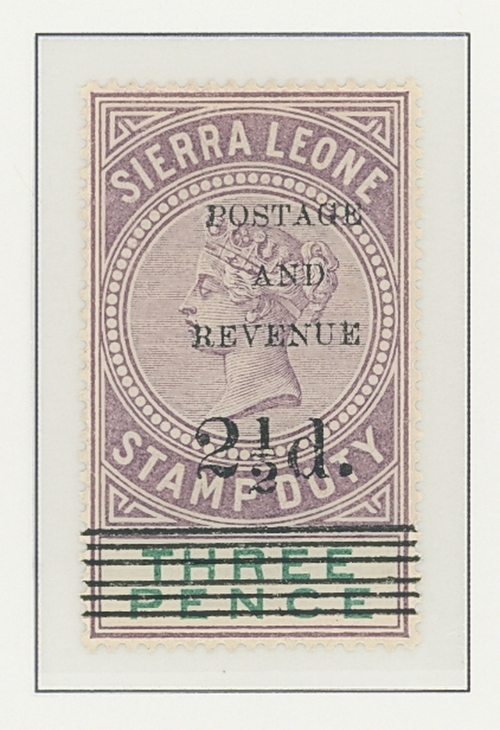 SIERRA LEONE
POSTAGE
AND
REVENUE
2½d.
STAMP DUTY
THREE
PENCE